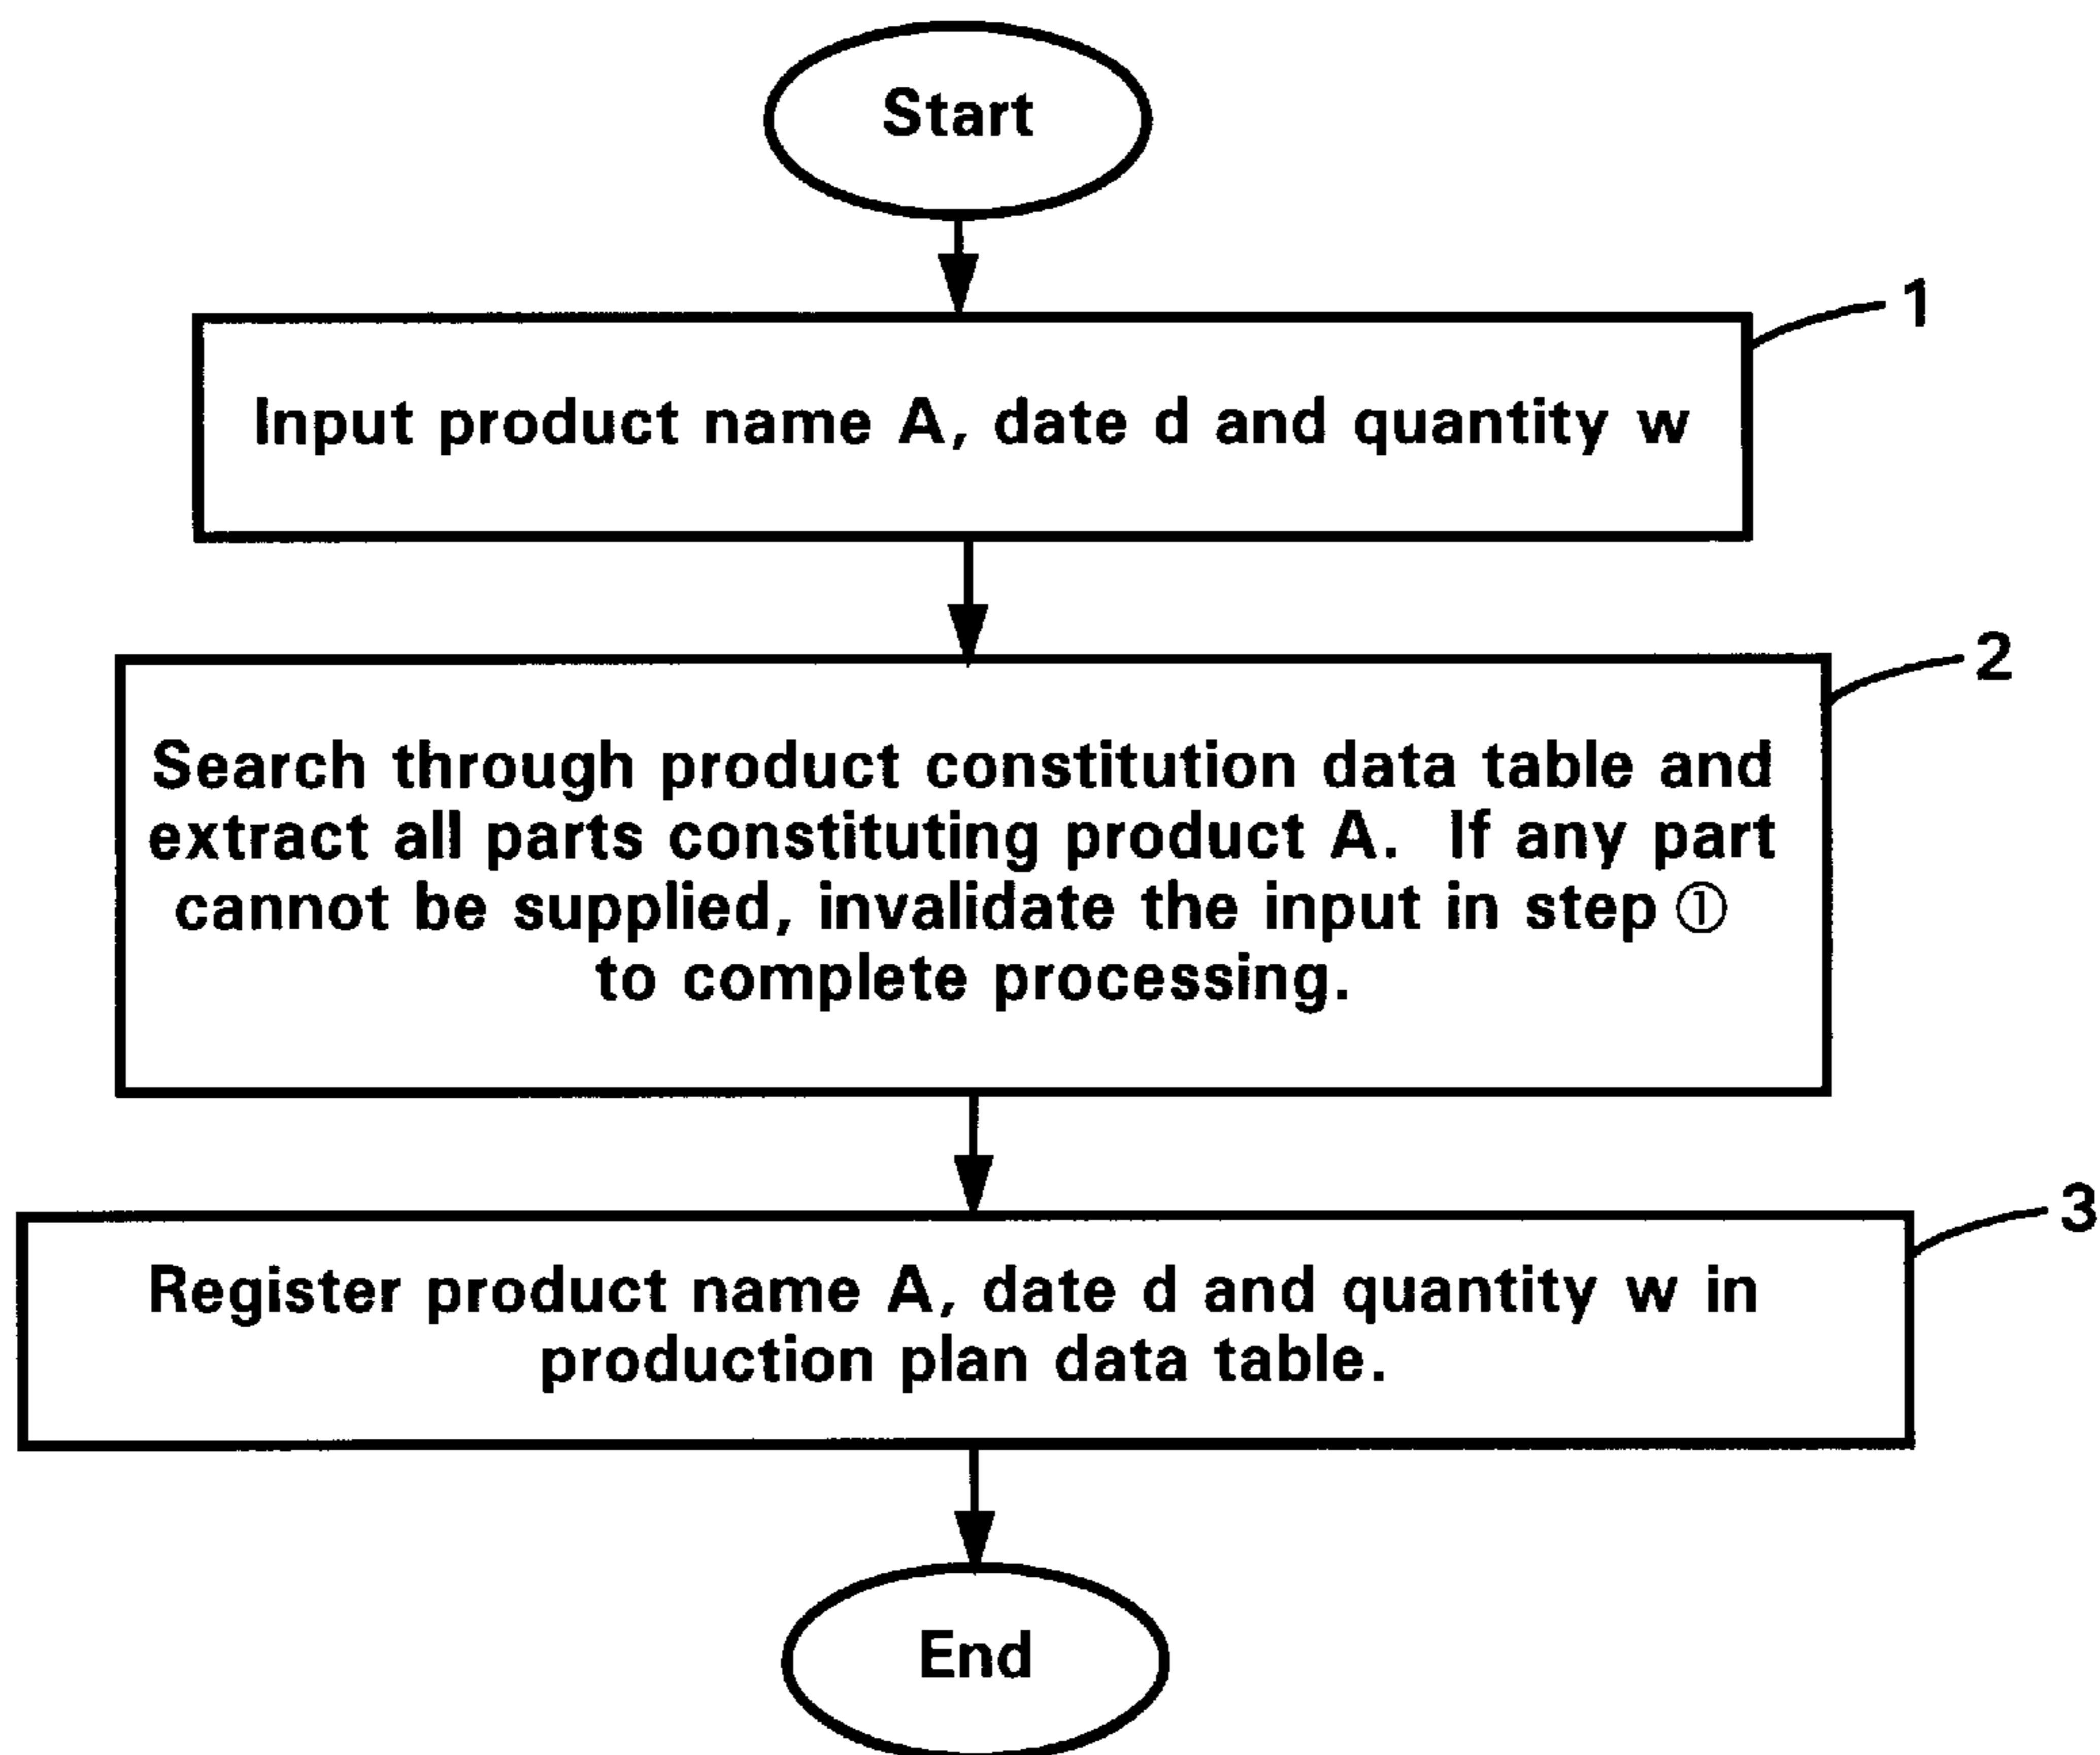 Start
1
Input product name A, date d and quantity w
2
Search through product constitution data table and
extract all parts constituting product A. If any part
cannot be supplied, invalidate the input in step ①
to complete processing.
3
Register product name A, date d and quantity w in
production plan data table.
End